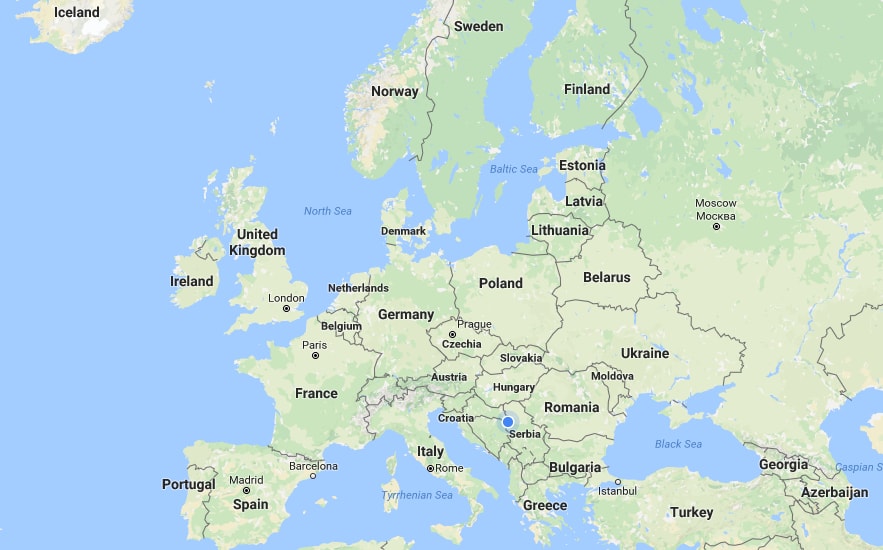 Iceland
Sweden
Norway
Finland
Estonia
Baltic Sea
Latvia
North Sea
Moscow
Москва
Denmark
Lithuania
United
Kingdom
Ireland
Belarus
Netherlands
Poland
London
Germany
Belgium
Prague
Paris
Czechia
Slovakia
Ukraine
Austria
Moldova
Hungary
France
Romania
Croatia
Serbia
Black Sea
Italy
Barcelona
Rome
Bulgaria
Georgia
Caspian S
Portugal
Madrid
Istanbul
Azerbaijan
Tyrrhenian Sea
Spain
Greece
Turkey